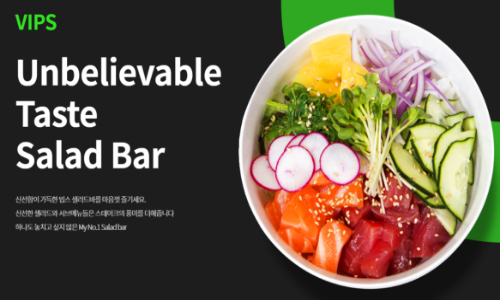 VIPS
Unbelievable
Taste
Salad Bar
신선함이 가득한 빕스 샐러드바를 마음껏 즐기세요.
신선한 샐러드와 시브메뉴들은 스테이크의 풍미를 더해줍니다
하나도 놓치고 싶지 않은 My No.1 Salad bar